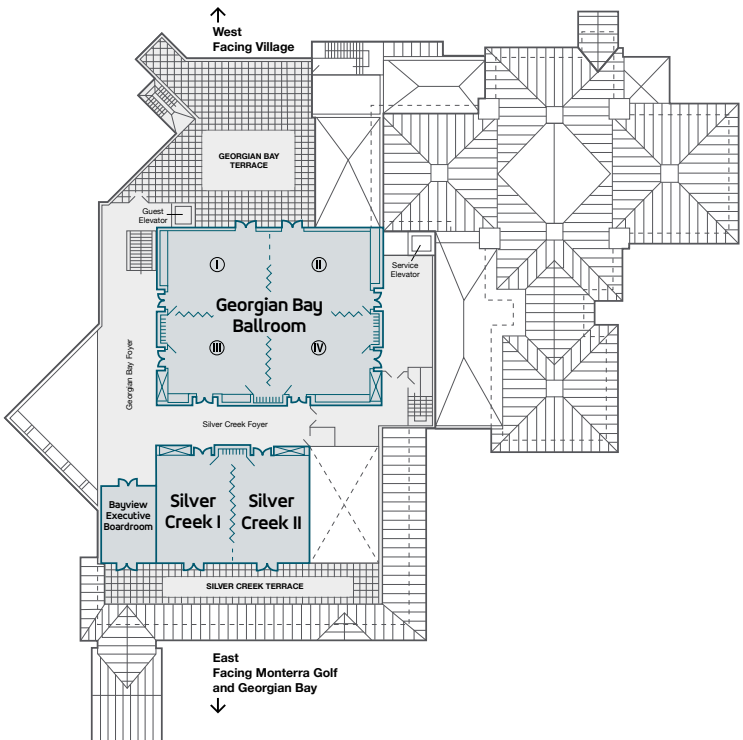 West
Facing Village
GEORGIAN BAY
TERRACE
Guest
Elevator
Service
Elevator
I
II
Georgian Bay
Ballroom
III
IV
Georgian Bay Foyer
Silver Creek Foyer
Bayview
Executive
Boardroom
Silver
Creek I
Silver
Creek II
SILVER CREEK TERRACE
East
Facing Monterra Golf
and Georgian Bay